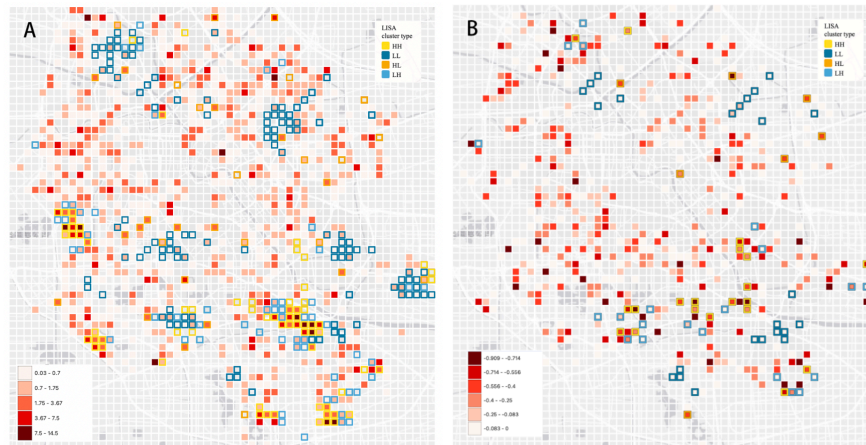 A
LISA
cluster type
HH
LL
HL
LH
0.03 - 0.7
0.7 - 1.75
1.75 - 3.67
3.67 - 7.5
7.5 - 14.5
B
LISA
cluster type
HH
LL
HL
LH
-0.909 - -0.714
-0.714 - -0.556
-0.556 - -0.4
-0.4 - -0.25
-0.25 - -0.083
-0.083 - 0